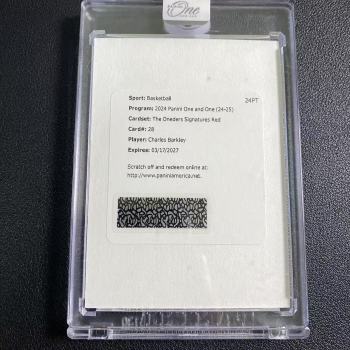 One
Sport: Basketball
24PT
Program: 2024 Panini One and One (24-25)
Cardset: The Oneders Signatures Red
Card#: 28
Player: Charles Barkley
Expires: 03/17/2027
Scratch off and redeem online at:
http://www.paniniamerica.net.